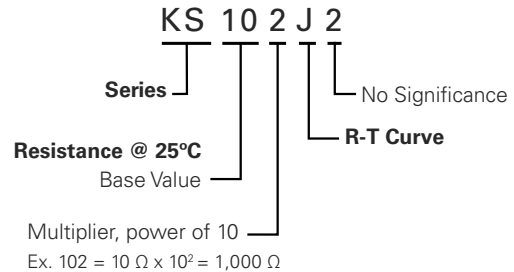 KS 10 2 J 2
Series
No Significance
R-T Curve
Resistance @ 25ºC
Base Value
Multiplier, power of 10
Ex. 102 = 10 Ω x 10² = 1,000 Ω